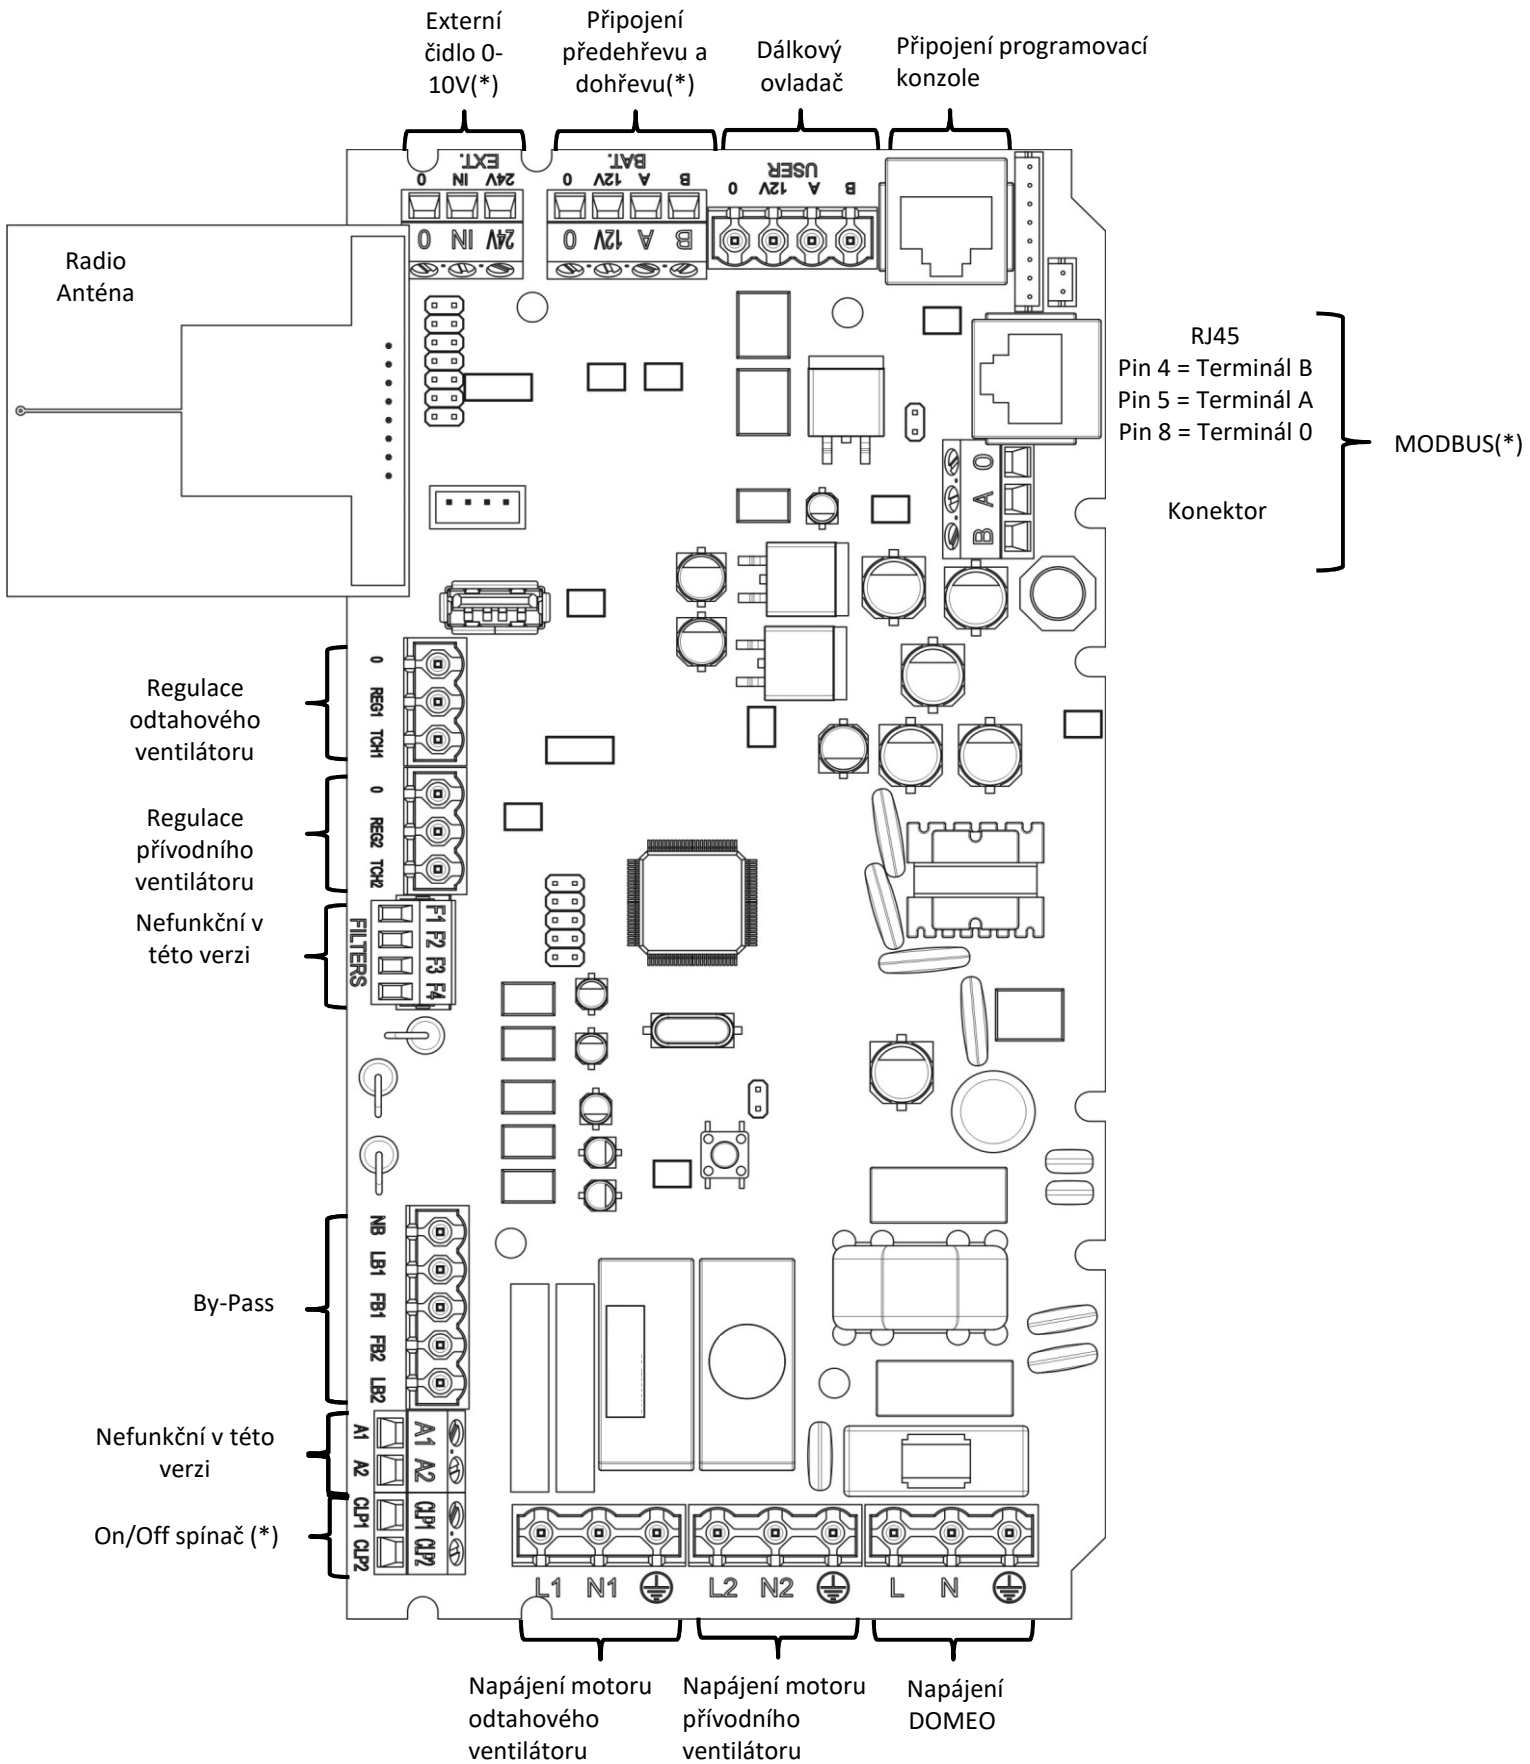 Externí
čidlo 0-
10V(*)
Připojení
předehřevu a
dohřevu(*)
Dálkový
ovladač
Připojení programovací
konzole
EXT.
0 IN 24V
0 IN 24V
BAT.
0 12V A B
0 12V A B
USER
0 12V A B
Radio
Anténa
RJ45
Pin 4 = Terminál B
Pin 5 = Terminál A
Pin 8 = Terminál 0
MODBUS(*)
Konektor
B A 0
Regulace
odtahového
ventilátoru
0
REG1
TCH1
Regulace
přívodního
ventilátoru
0
REG2
TCH2
Nefunkční v
této verzi
FILTERS
F1
F2
F3
F4
By-Pass
NB
LB1
FB1
FB2
LB2
Nefunkční v této
verzi
A1 A1
A2 A2
On/Off spínač (*)
CLP1 CLP1
CLP2 CLP2
L1 N1
L2 N2
L N
Napájení motoru
odtahového
ventilátoru
Napájení motoru
přívodního
ventilátoru
Napájení
DOMEO